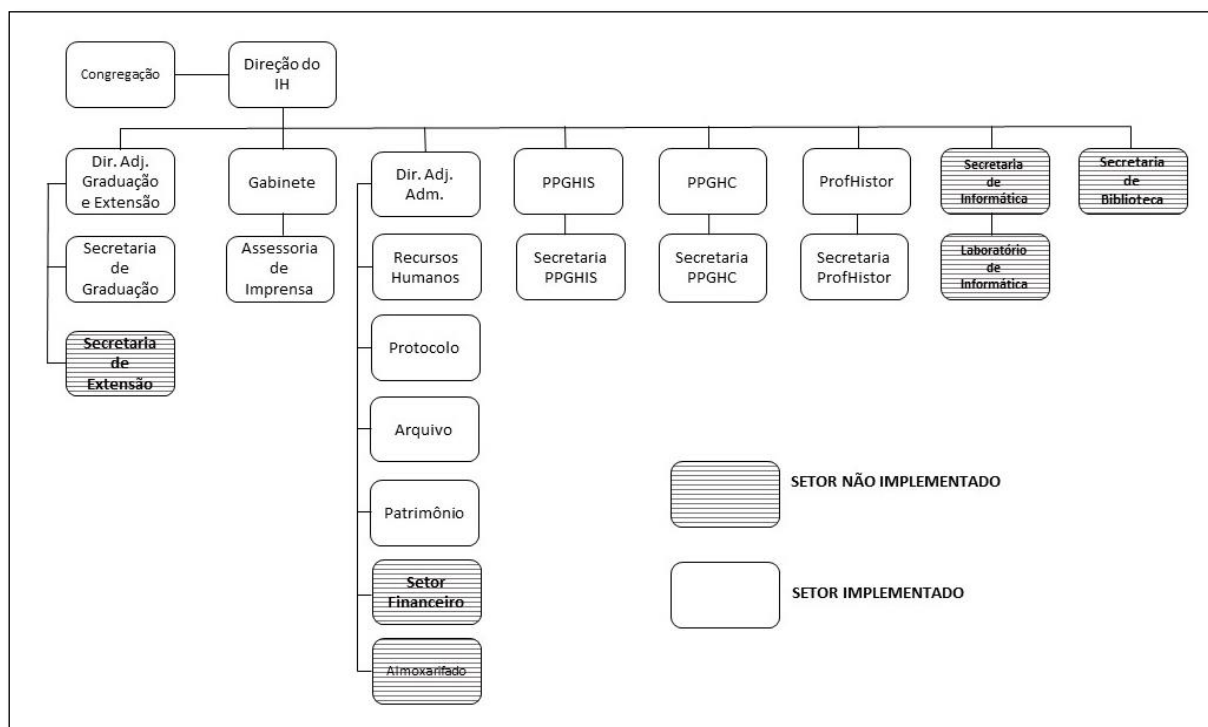 Congregação
Direção do
IH
Dir. Adj.
Graduação
e Extensão
Gabinete
Dir. Adj.
Adm.
PPGHIS
PPGHC
ProfHistor
Secretaria
de
Informática
Secretaria
de
Biblioteca
Secretaria
de
Graduação
Assessoria
de
Imprensa
Recursos
Humanos
Secretaria
PPGHIS
Secretaria
PPGHC
Secretaria
ProfHistor
Laboratório
de
Informática
Secretaria
de
Extensão
Protocolo
Arquivo
Patrimônio
Setor
Financeiro
Almoxarifado
SETOR NÃO IMPLEMENTADO
SETOR IMPLEMENTADO